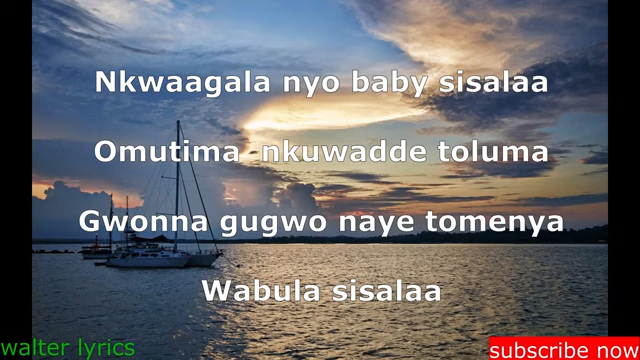 Nkwaagala nyo baby sisalaa
Omutima nkuwadde toluma
Gwonna gugwo naye tomenya
Wabula sisalaa
walter lyrics
subscribe now